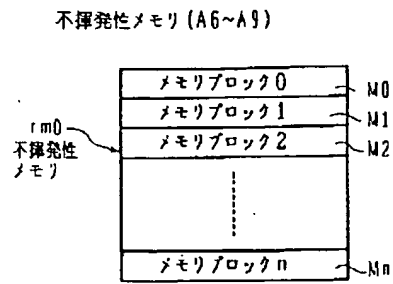 不揮発性メモリ(A6~A9)
メモリブロック0
M0
メモリブロック1
M1
rm0
メモリブロック2
M2
不揮発性
メモリ
メモリブロックn
Mn